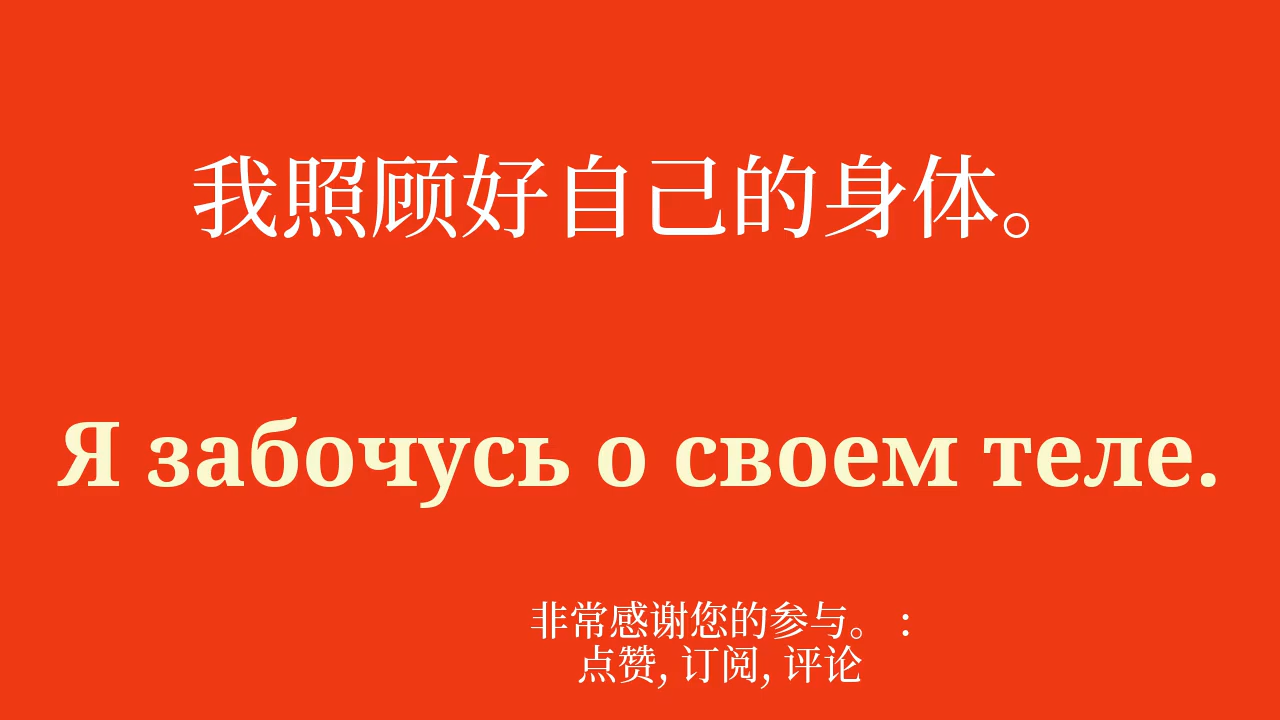 我照顾好自己的身体。
Я забочусь о своем теле.
非常感谢您的参与。 :
点赞, 订阅, 评论